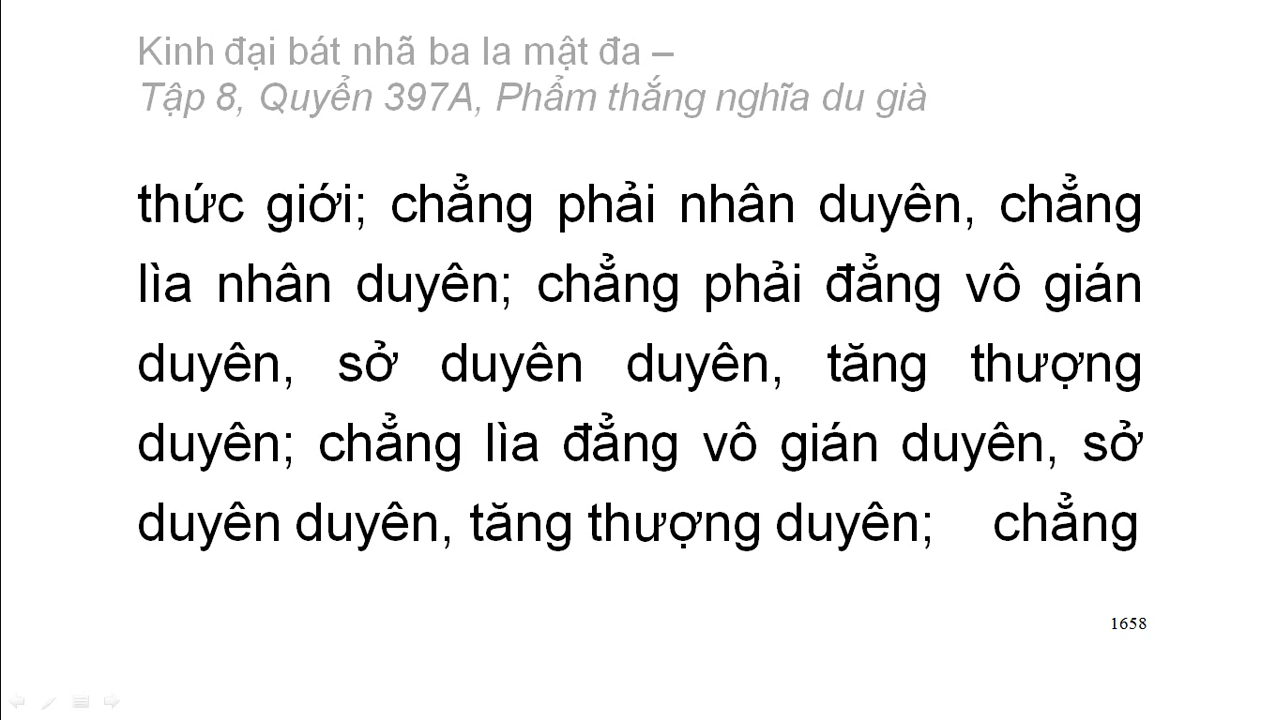 Kinh đại bát nhã ba la mật đa –
Tập 8, Quyển 397A, Phẩm thắng nghĩa du già
thức giới; chẳng phải nhân duyên, chẳng
lìa nhân duyên; chẳng phải đẳng vô gián
duyên, sở duyên duyên, tăng thượng
duyên; chẳng lìa đẳng vô gián duyên, sở
duyên duyên, tăng thượng duyên; chẳng
1658